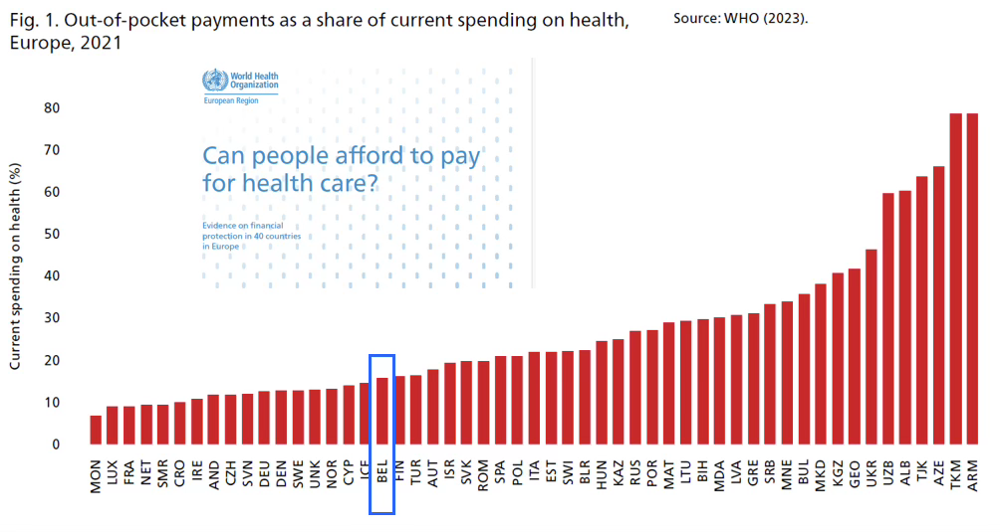 Fig. 1. Out-of-pocket payments as a share of current spending on health,
Europe, 2021
Source: WHO (2023).
World Health
Organization
European Region
Can people afford to pay
for health care?
Evidence on financial
protection in 40 countries
in Europe
Current spending on health (%)
80
70
60
50
40
30
20
10
0
MON LUX FRA NET SMR CRO IRE AND CZH SVN DEU DEN SWE UNK NOR CYP ICE BEL FIN TUR AUT ISR SVK ROM SPA POL ITA EST SWI BLR HUN KAZ RUS POR MAT LTU BIH MDA LVA GRE SRB MNE BUL MKD KGZ GEO UKR UZB ALB TJK AZE TKM ARM